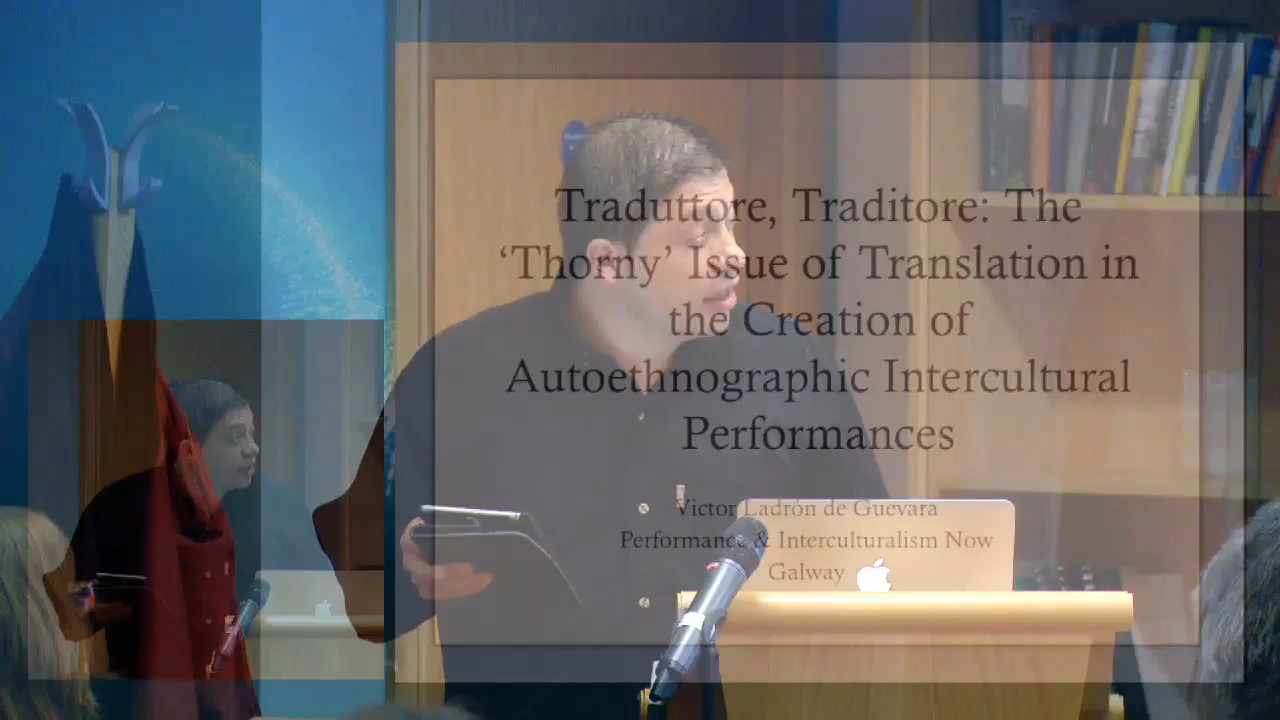 Traduttore, Traditore: The
‘Thorny’ Issue of Translation in
the Creation of
Autoethnographic Intercultural
Performances
Victor Ladrón de Guevara
Performance & Interculturalism Now
Galway